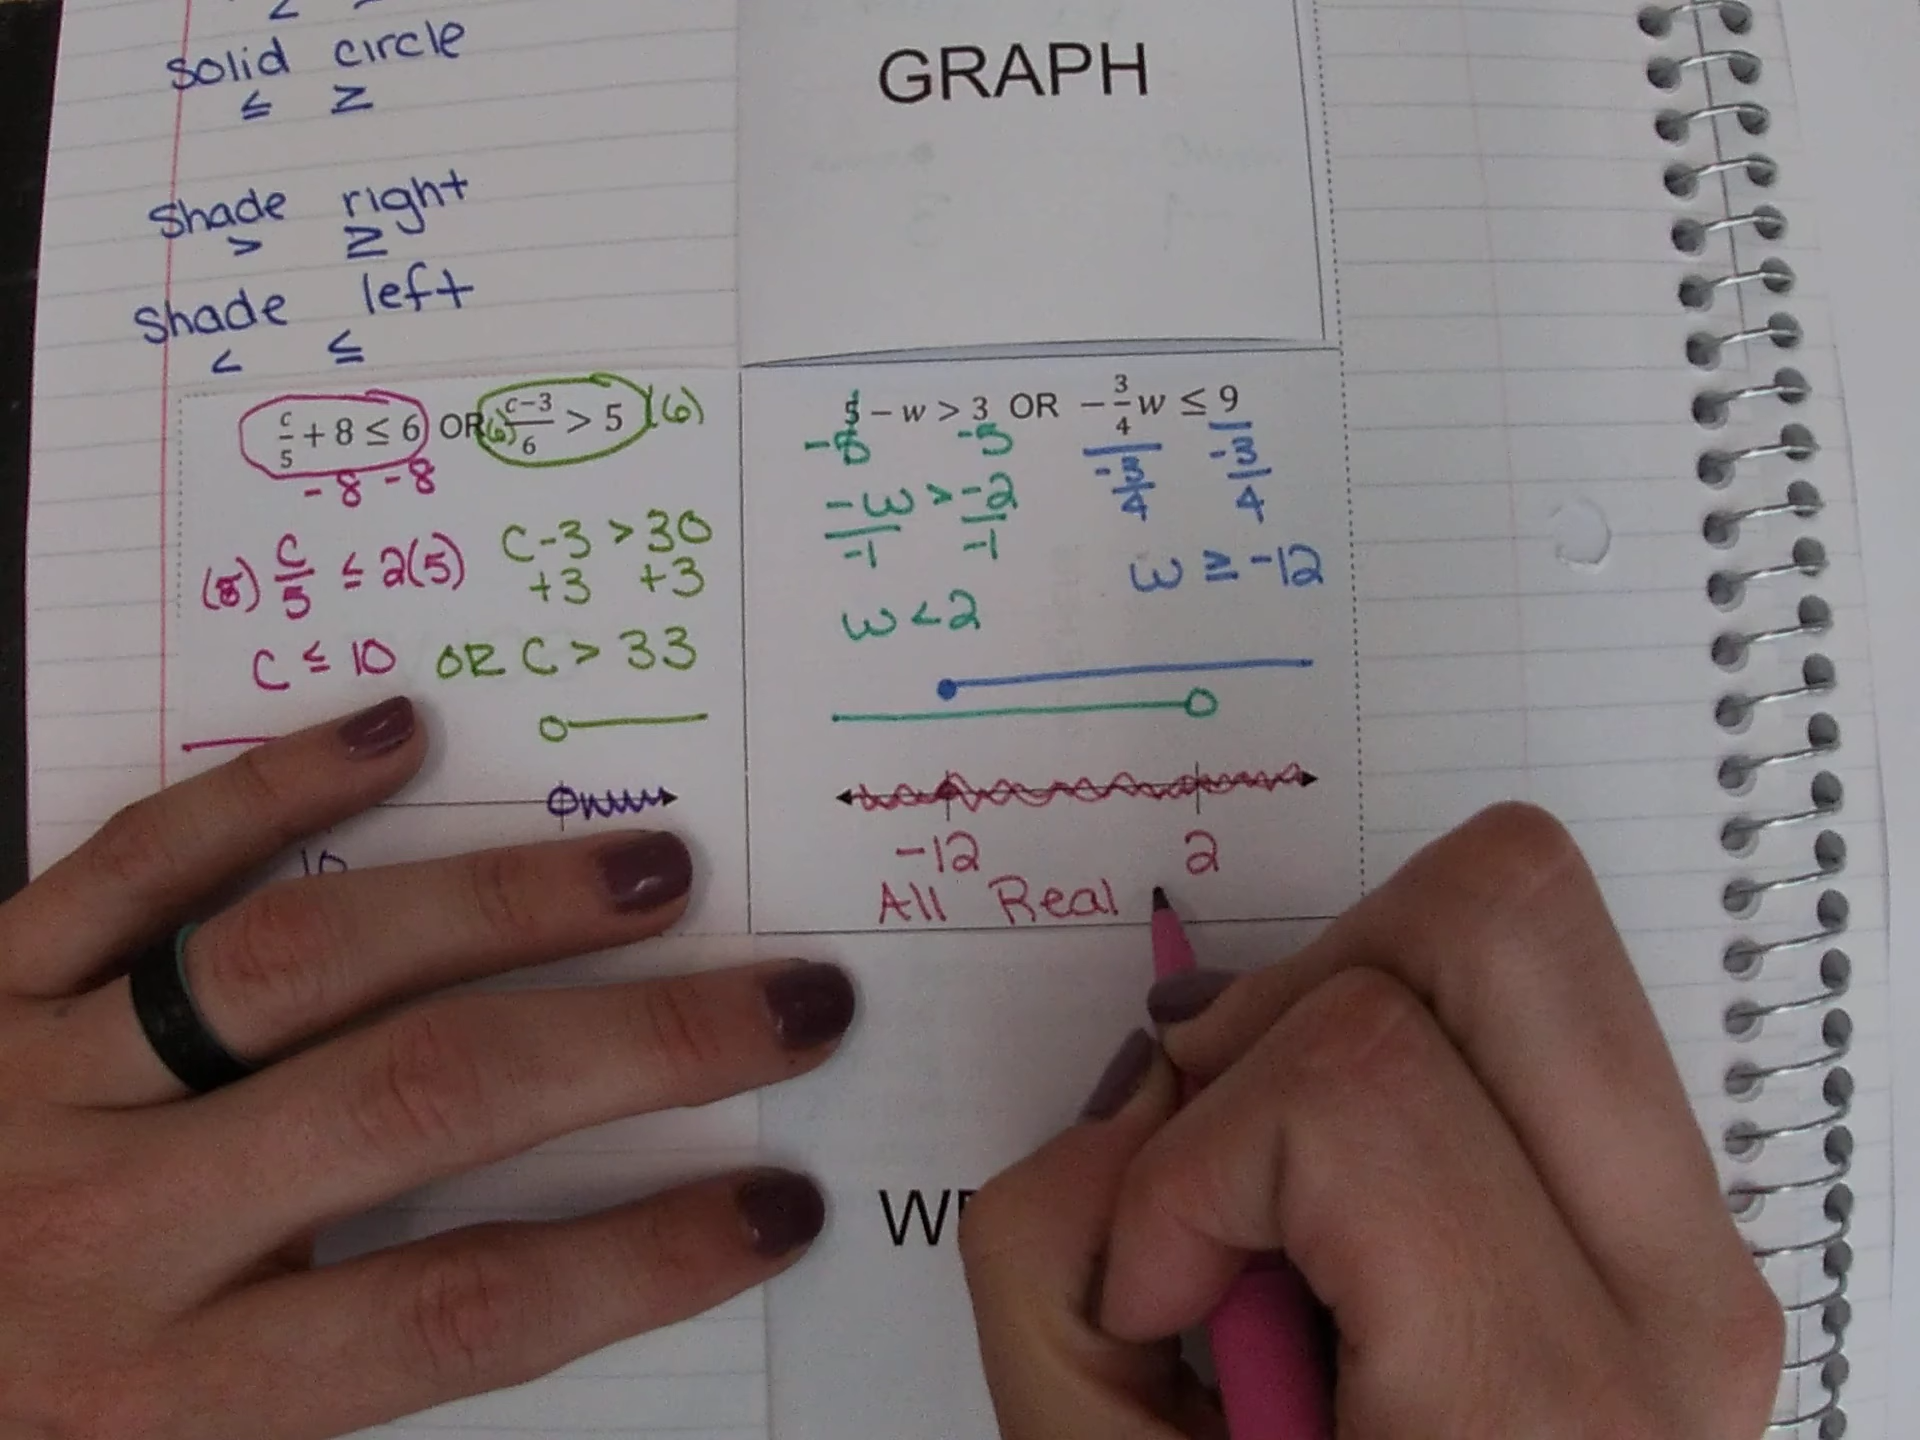 Solid circle
≤ ≥
Shade right
> ≥
Shade left
< ≤
GRAPH
c/5 + 8 ≤ 6 OR (6) c-3/6 > 5 (6)
-8 -8
(5) c/5 ≤ 2(5)
c-3 > 30
+3 +3
c ≤ 10 OR c > 33
10
5 − w > 3 OR −3/4 w ≤ 9
-5 -5
-w > -2
-1 -1
w < 2
-3/4 -3/4
w ≥ -12
-12 2
All Real